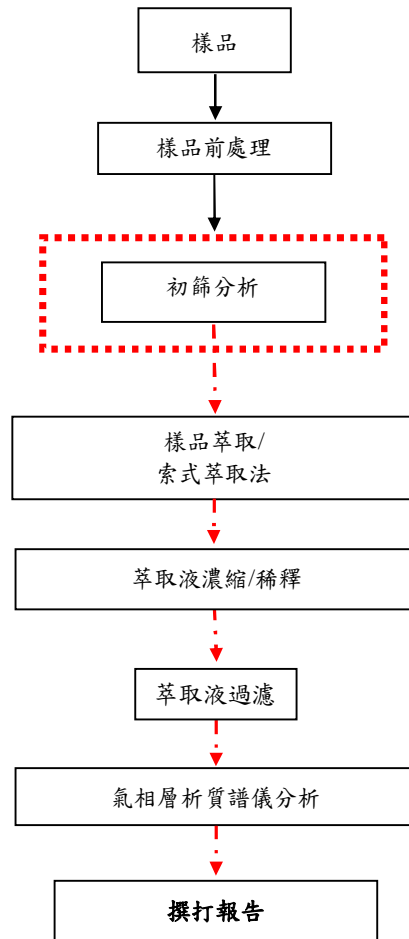 樣品
樣品前處理
初篩分析
樣品萃取/
索式萃取法
萃取液濃縮/稀釋
萃取液過濾
氣相層析質譜儀分析
撰打報告